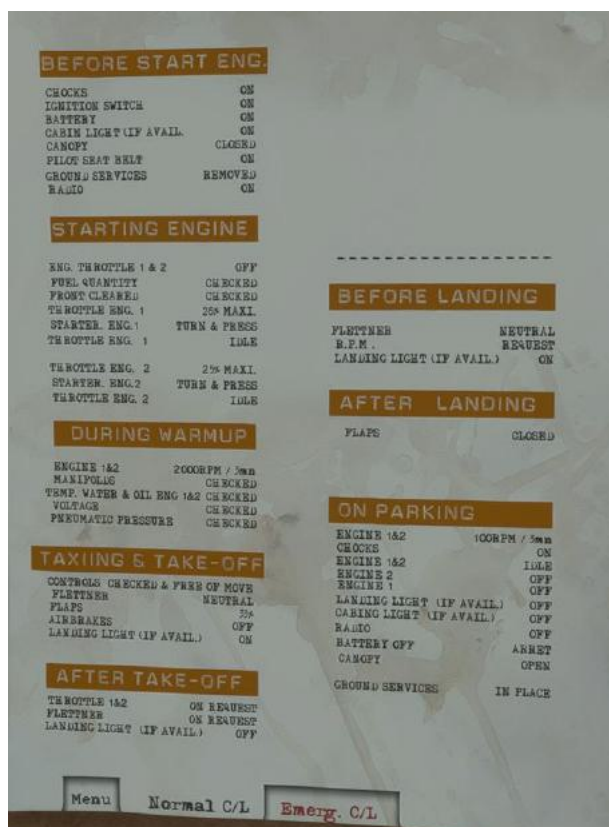 BEFORE START ENG.
CHOCKS ON
IGNITION SWITCH ON
BATTERY ON
CABIN LIGHT (IF AVAIL. ON
CANOPY CLOSED
PILOT SEAT BELT ON
GROUND SERVICES REMOVED
RADIO ON
STARTING ENGINE
ENG. THROTTLE 1 & 2 OFF
FUEL QUANTITY CHECKED
FRONT CLEARED CHECKED
THROTTLE ENG. 1 25% MAXI.
STARTER. ENG.1 TURN & PRESS
THROTTLE ENG. 1 IDLE
THROTTLE ENG. 2 25% MAXI.
STARTER. ENG.2 TURN & PRESS
THROTTLE ENG. 2 IDLE
DURING WARMUP
ENGINE 1&2 2000RPM / 3mn
MANIFOLDS CHECKED
TEMP. WATER & OIL ENG 1&2 CHECKED
VOLTAGE CHECKED
PNEUMATIC PRESSURE CHECKED
TAXIING & TAKE-OFF
CONTROLS CHECKED & FREE OF MOVE
FLETTNER NEUTRAL
FLAPS
AIRBRAKES OFF
LANDING LIGHT (IF AVAIL.) ON
AFTER TAKE-OFF
THROTTLE 1&2 ON REQUEST
FLETTNER ON REQUEST
LANDING LIGHT (IF AVAIL.) OFF
BEFORE LANDING
FLETTNER NEUTRAL
R.P.M. REQUEST
LANDING LIGHT (IF AVAIL.) ON
AFTER LANDING
FLAPS CLOSED
ON PARKING
ENGINE 1&2 100RPM / 3mn
CHOCKS ON
ENGINE 1&2 IDLE
ENGINE 2 OFF
ENGINE 1 OFF
LANDING LIGHT (IF AVAIL.) OFF
CABING LIGHT (IF AVAIL.) OFF
RADIO OFF
BATTERY OFF ARRET
CANOPY OPEN
GROUND SERVICES IN PLACE
Menu Normal C/L Emerg. C/L